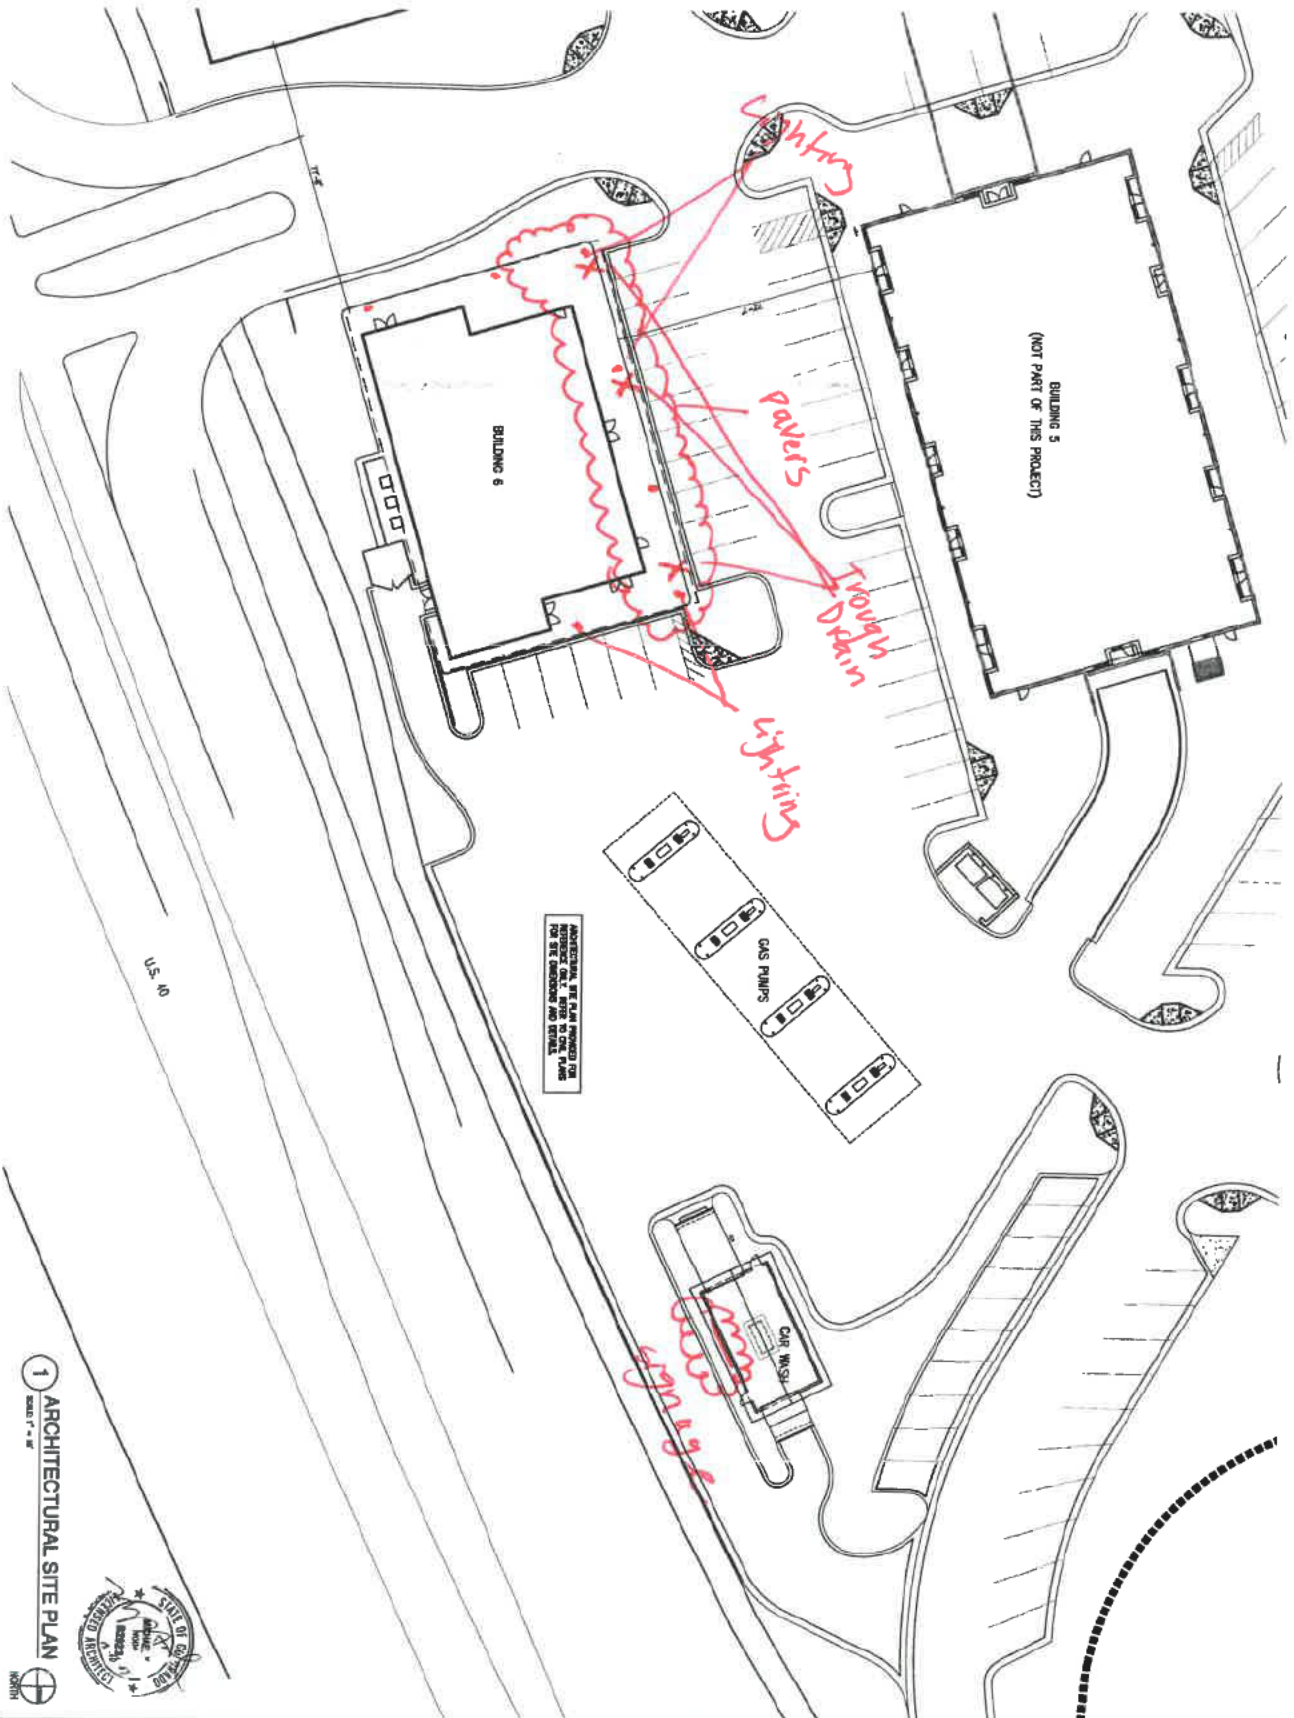 Lighting
77'-6"
BUILDING 5
(NOT PART OF THIS PROJECT)
pavers
BUILDING 6
Trough
Drain
Lighting
GAS PUMPS
ARCHITECTURAL SITE PLAN PROVIDED FOR
REFERENCE ONLY. REFER TO CIVIL PLANS
FOR SITE DIMENSIONS AND DETAILS.
U.S. 40
CAR WASH
signage
1
ARCHITECTURAL SITE PLAN
NORTH
STATE OF COLORADO
LICENSED ARCHITECT